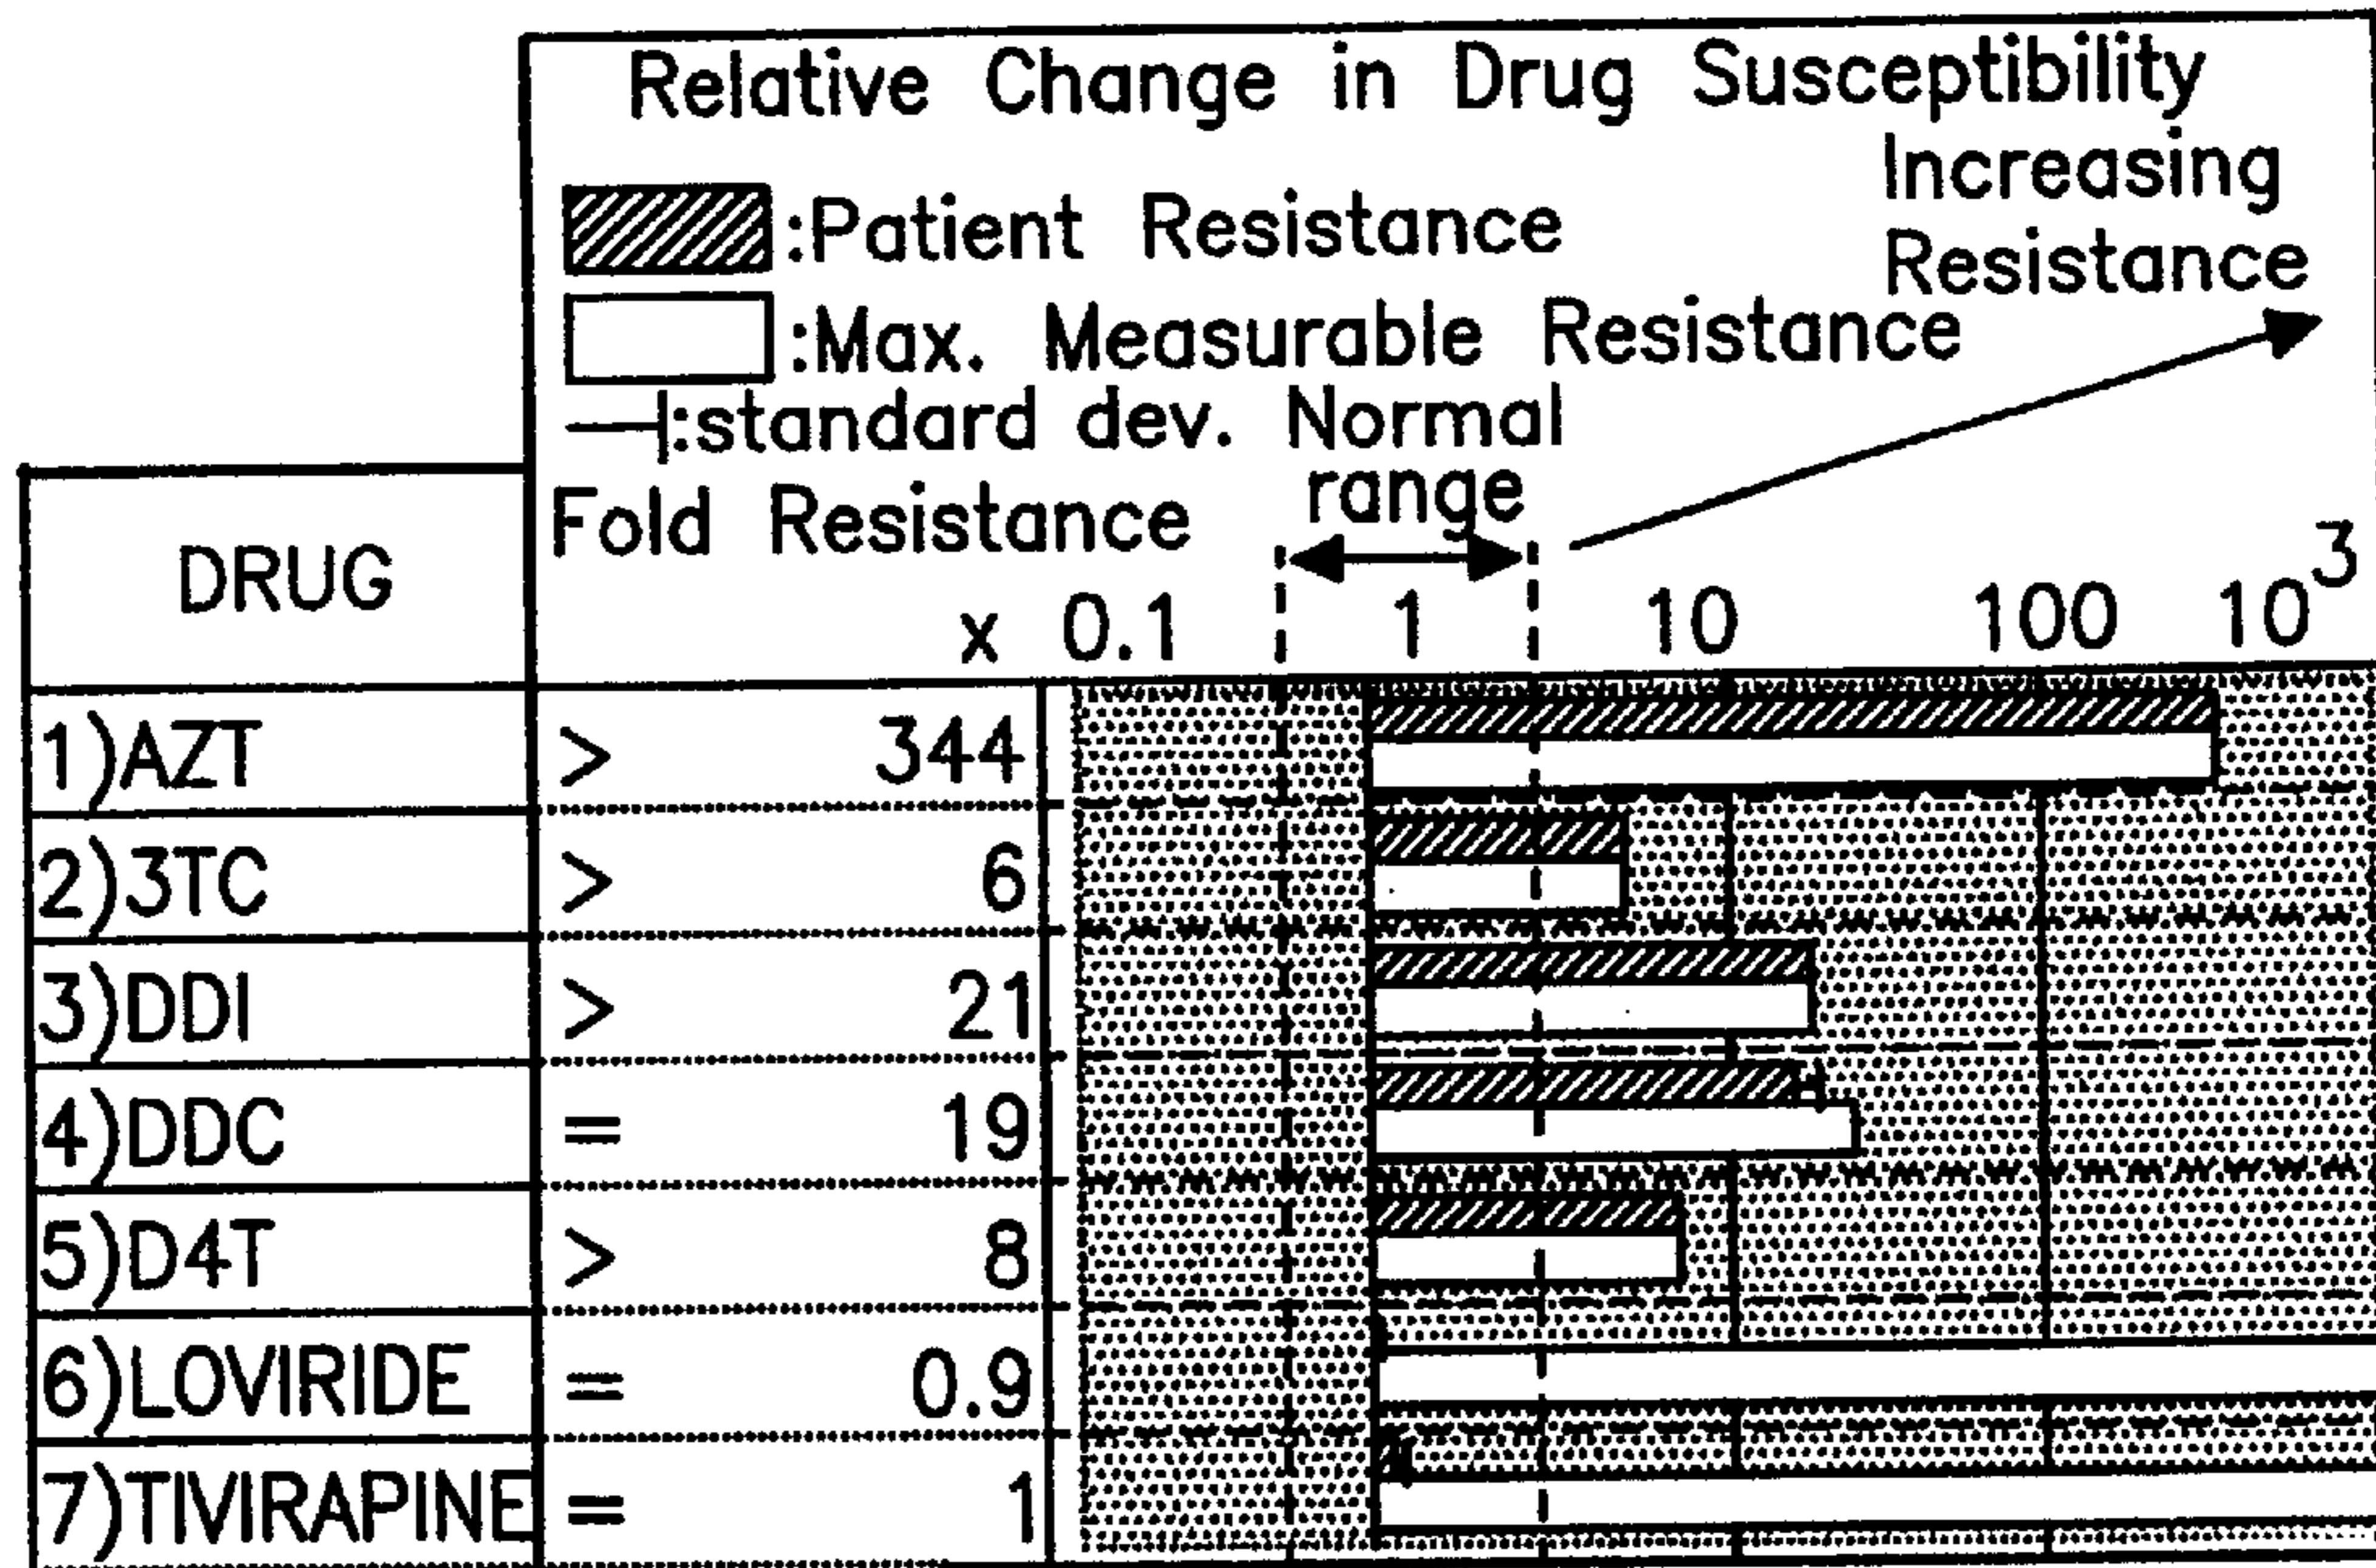 Relative Change in Drug Susceptibility
Increasing
Resistance
:Patient Resistance
:Max. Measurable Resistance
:standard dev. Normal
range
Fold Resistance
DRUG
x 0.1 1 10 100 10³
1)AZT > 344
2)3TC > 6
3)DDI > 21
4)DDC = 19
5)D4T > 8
6)LOVIRIDE = 0.9
7)TIVIRAPINE = 1